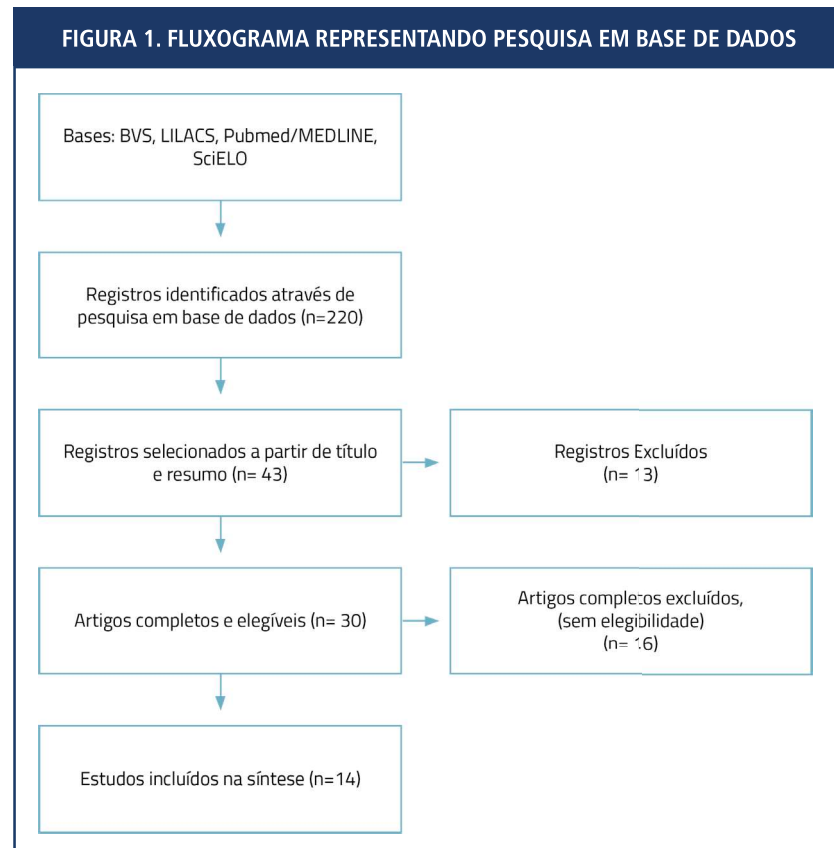 FIGURA 1. FLUXOGRAMA REPRESENTANDO PESQUISA EM BASE DE DADOS
Bases: BVS, LILACS, Pubmed/MEDLINE,
SciELO
Registros identificados através de
pesquisa em base de dados (n=220)
Registros selecionados a partir de título
e resumo (n= 43)
Registros Excluídos
(n= 13)
Artigos completos e elegíveis (n= 30)
Artigos completos excluídos,
(sem elegibilidade)
(n= 16)
Estudos incluídos na síntese (n=14)